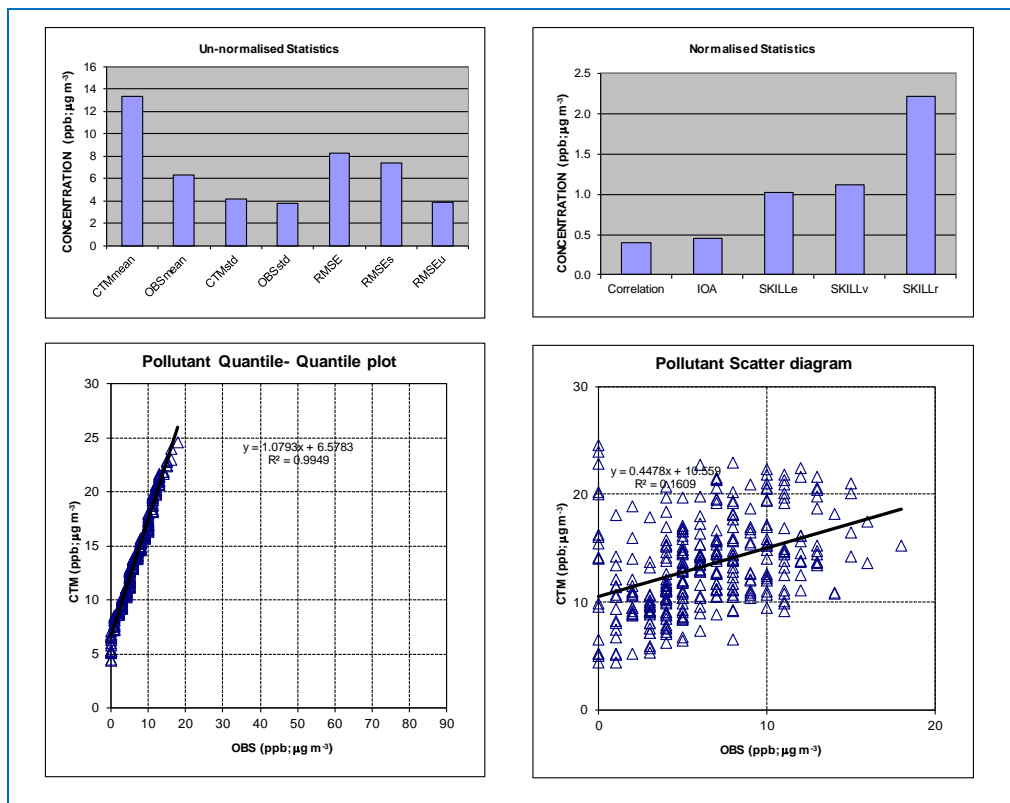 Un-normalised Statistics
CONCENTRATION (ppb;µg m-3)
16
14
12
10
8
6
4
2
0
CTMmean
OBSmean
CTMstd
OBSstd
RMSE
RMSEs
RMSEu
Normalised Statistics
CONCENTRATION (ppb;µg m-3)
2.5
2.0
1.5
1.0
0.5
0.0
Correlation
IOA
SKILLe
SKILLv
SKILLr
Pollutant Quantile- Quantile plot
CTM (ppb;µg m-3)
30
25
20
15
10
5
0
y = 1.0793x + 6.5783
R² = 0.9949
0 10 20 30 40 50 60 70 80 90
OBS (ppb;µg m-3)
Pollutant Scatter diagram
CTM (ppb;µg m-3)
30
20
10
0
y = 0.4478x + 10.559
R² = 0.1609
0 10 20
OBS (ppb;µg m-3)